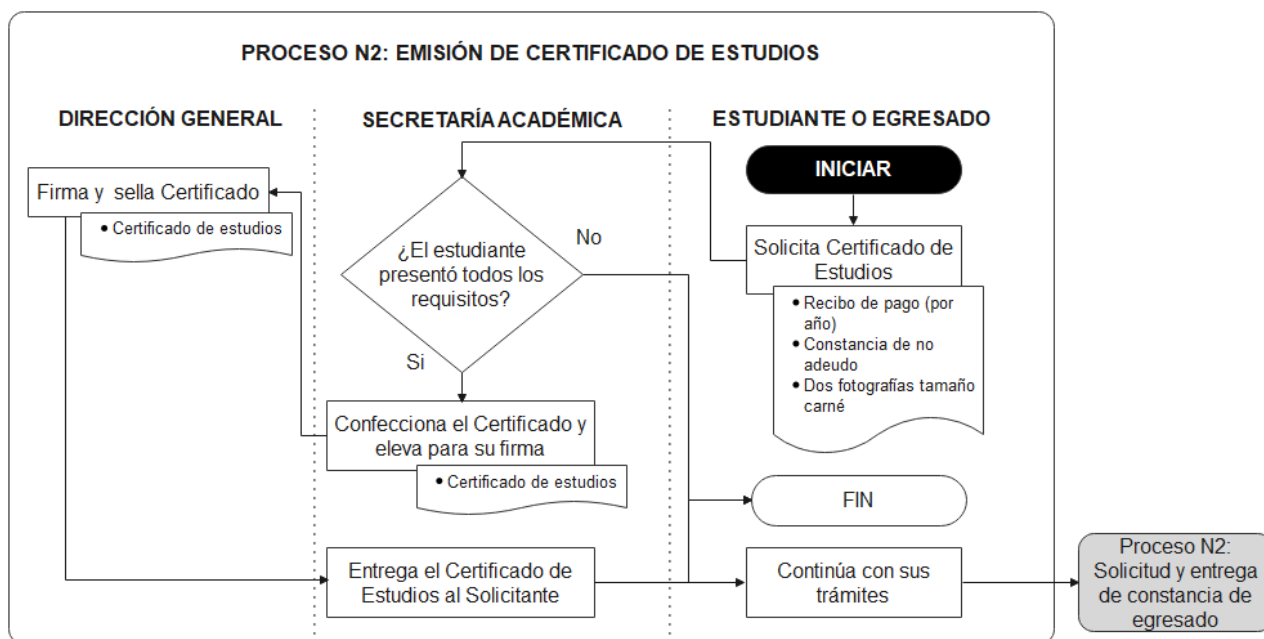 PROCESO N2: EMISIÓN DE CERTIFICADO DE ESTUDIOS
DIRECCIÓN GENERAL
SECRETARÍA ACADÉMICA
ESTUDIANTE O EGRESADO
INICIAR
Solicita Certificado de
Estudios
• Recibo de pago (por
año)
• Constancia de no
adeudo
• Dos fotografías tamaño
carné
¿El estudiante
presentó todos los
requisitos?
No
Si
Confecciona el Certificado y
eleva para su firma
• Certificado de estudios
Firma y sella Certificado
• Certificado de estudios
Entrega el Certificado de
Estudios al Solicitante
FIN
Continúa con sus
trámites
Proceso N2:
Solicitud y entrega
de constancia de
egresado